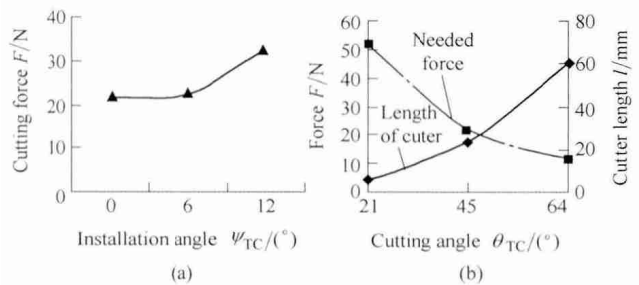 Cutting force F/N
40
30
20
10
0
0 6 12
Installation angle Ψ_TC/(°)
(a)
Force F/N
60
50
40
30
20
10
0
Needed
force
Length
of cuter
80
60
40
20
0
Cutter length l/mm
21 45 64
Cutting angle θ_TC/(°)
(b)